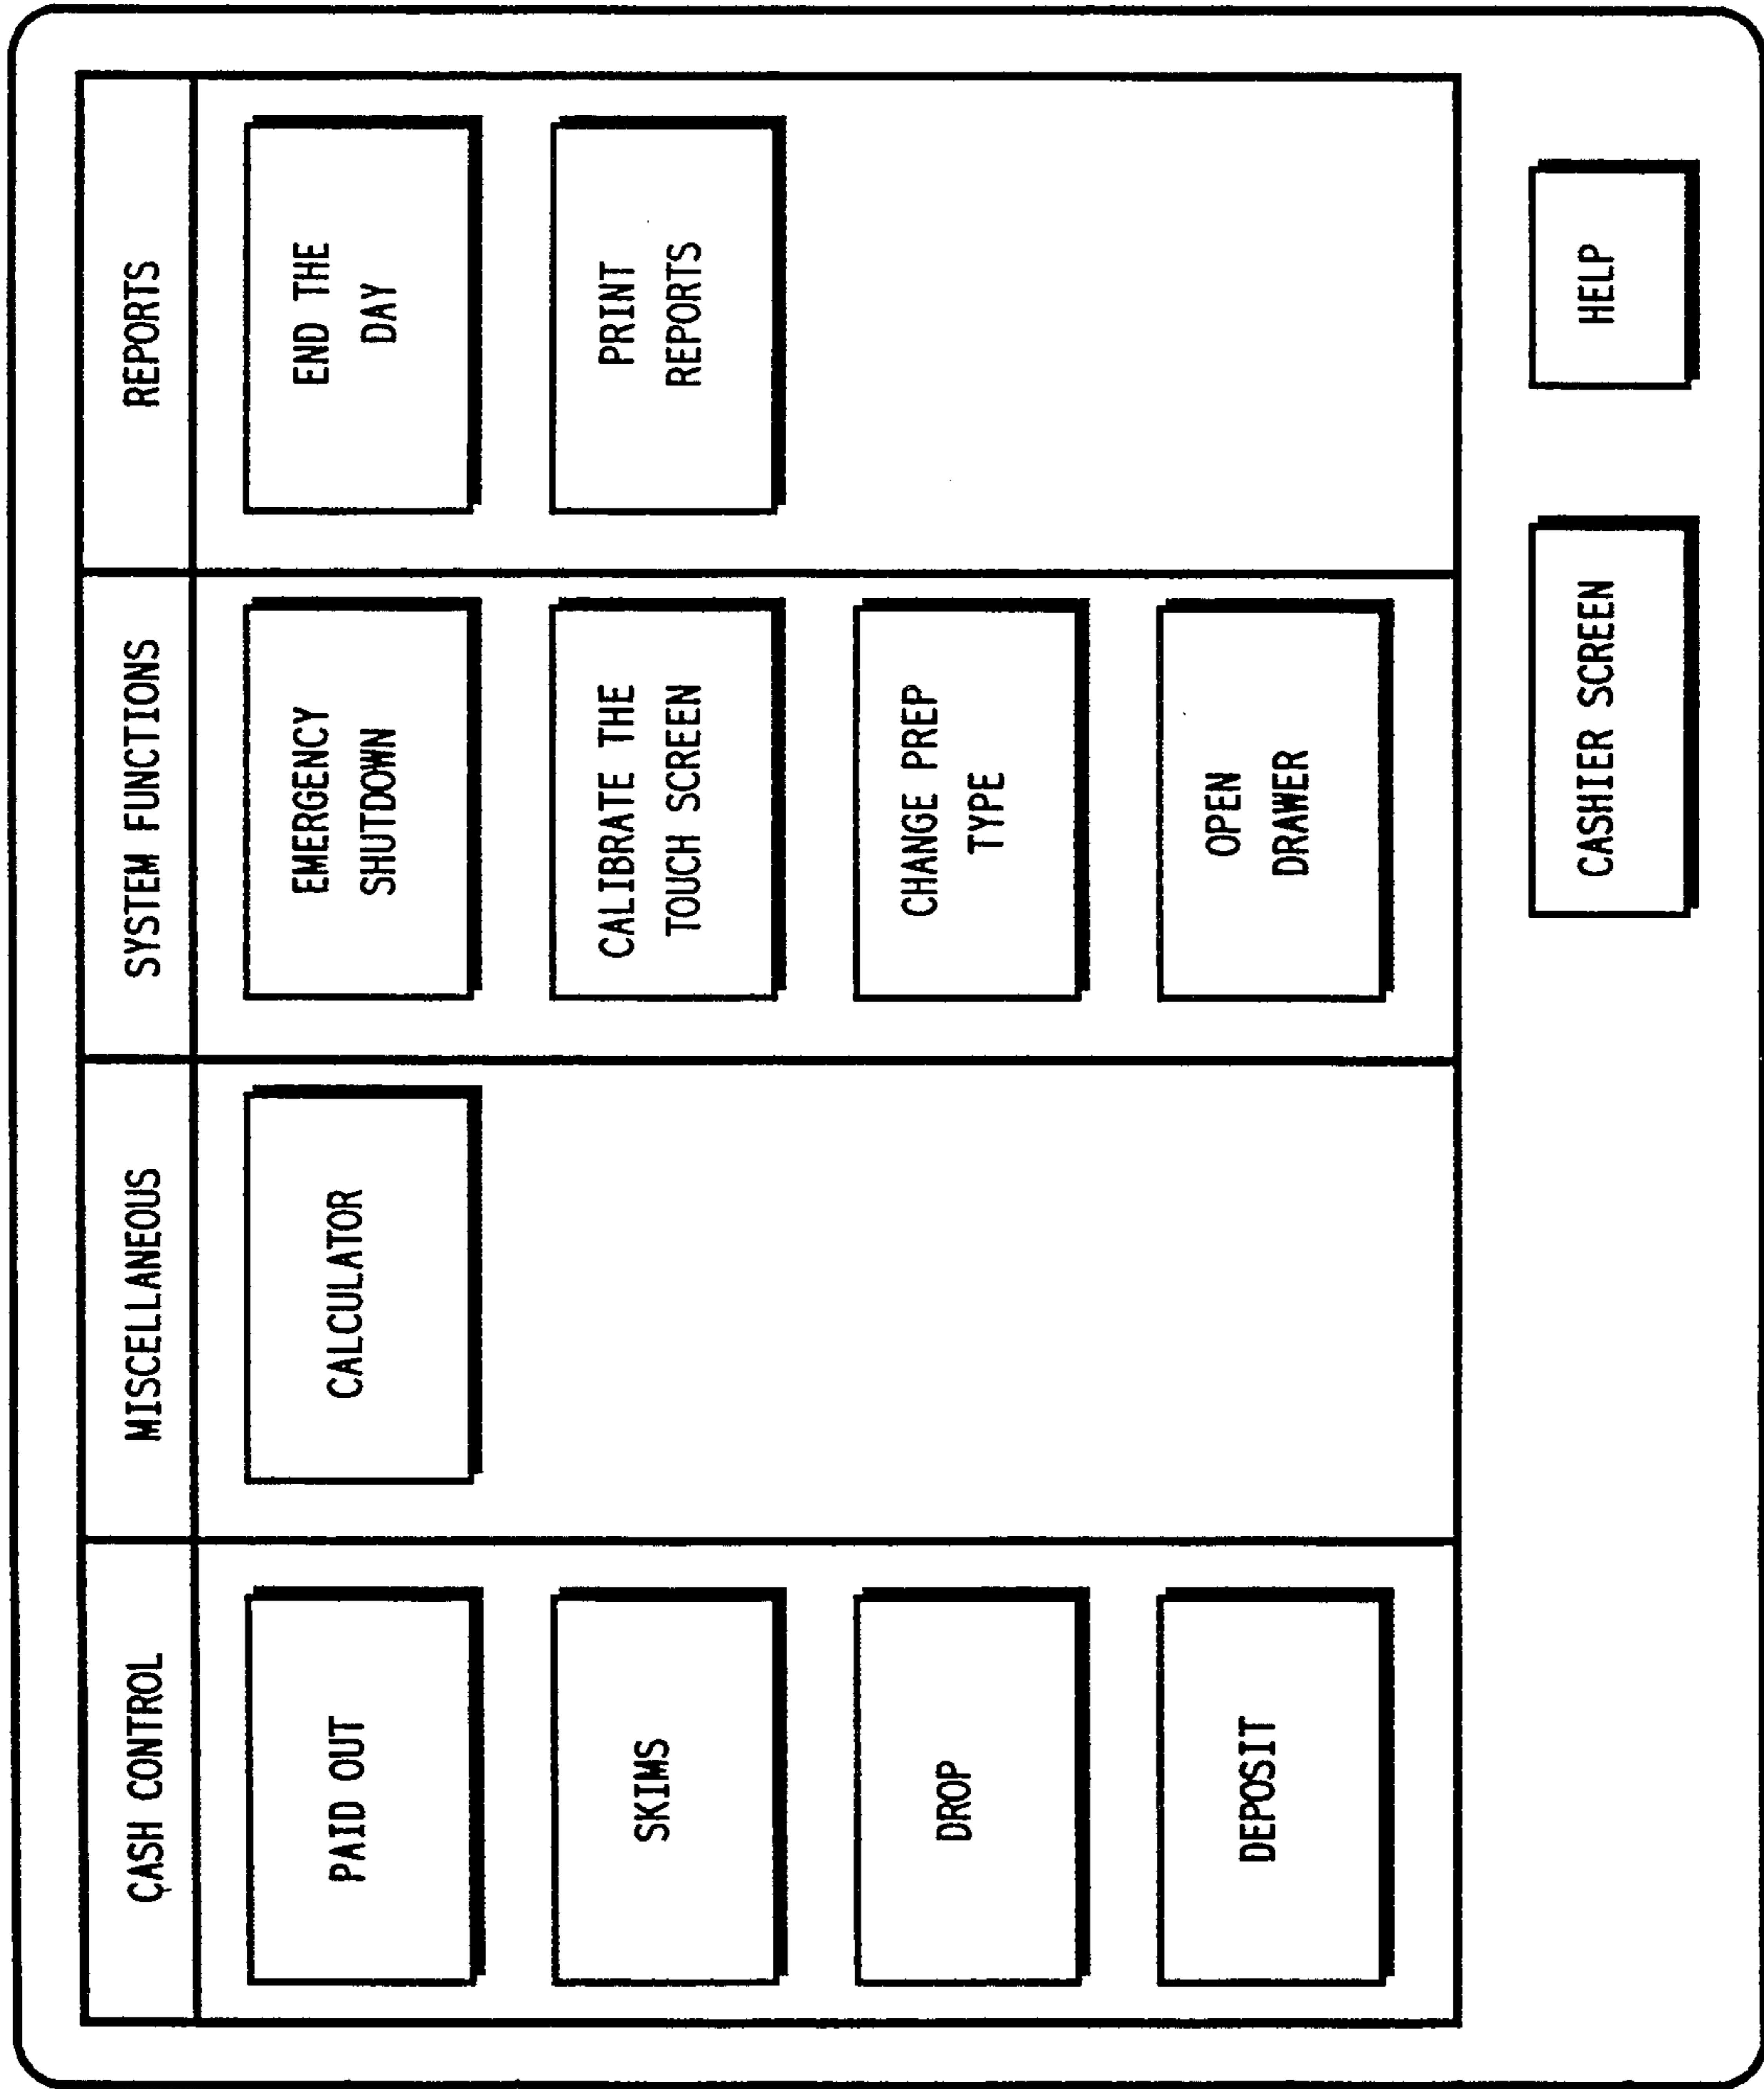 CASH CONTROL
MISCELLANEOUS
SYSTEM FUNCTIONS
REPORTS
PAID OUT
SKIMS
DROP
DEPOSIT
CALCULATOR
EMERGENCY
SHUTDOWN
CALIBRATE THE
TOUCH SCREEN
CHANGE PREP
TYPE
OPEN
DRAWER
END THE
DAY
PRINT
REPORTS
CASHIER SCREEN
HELP